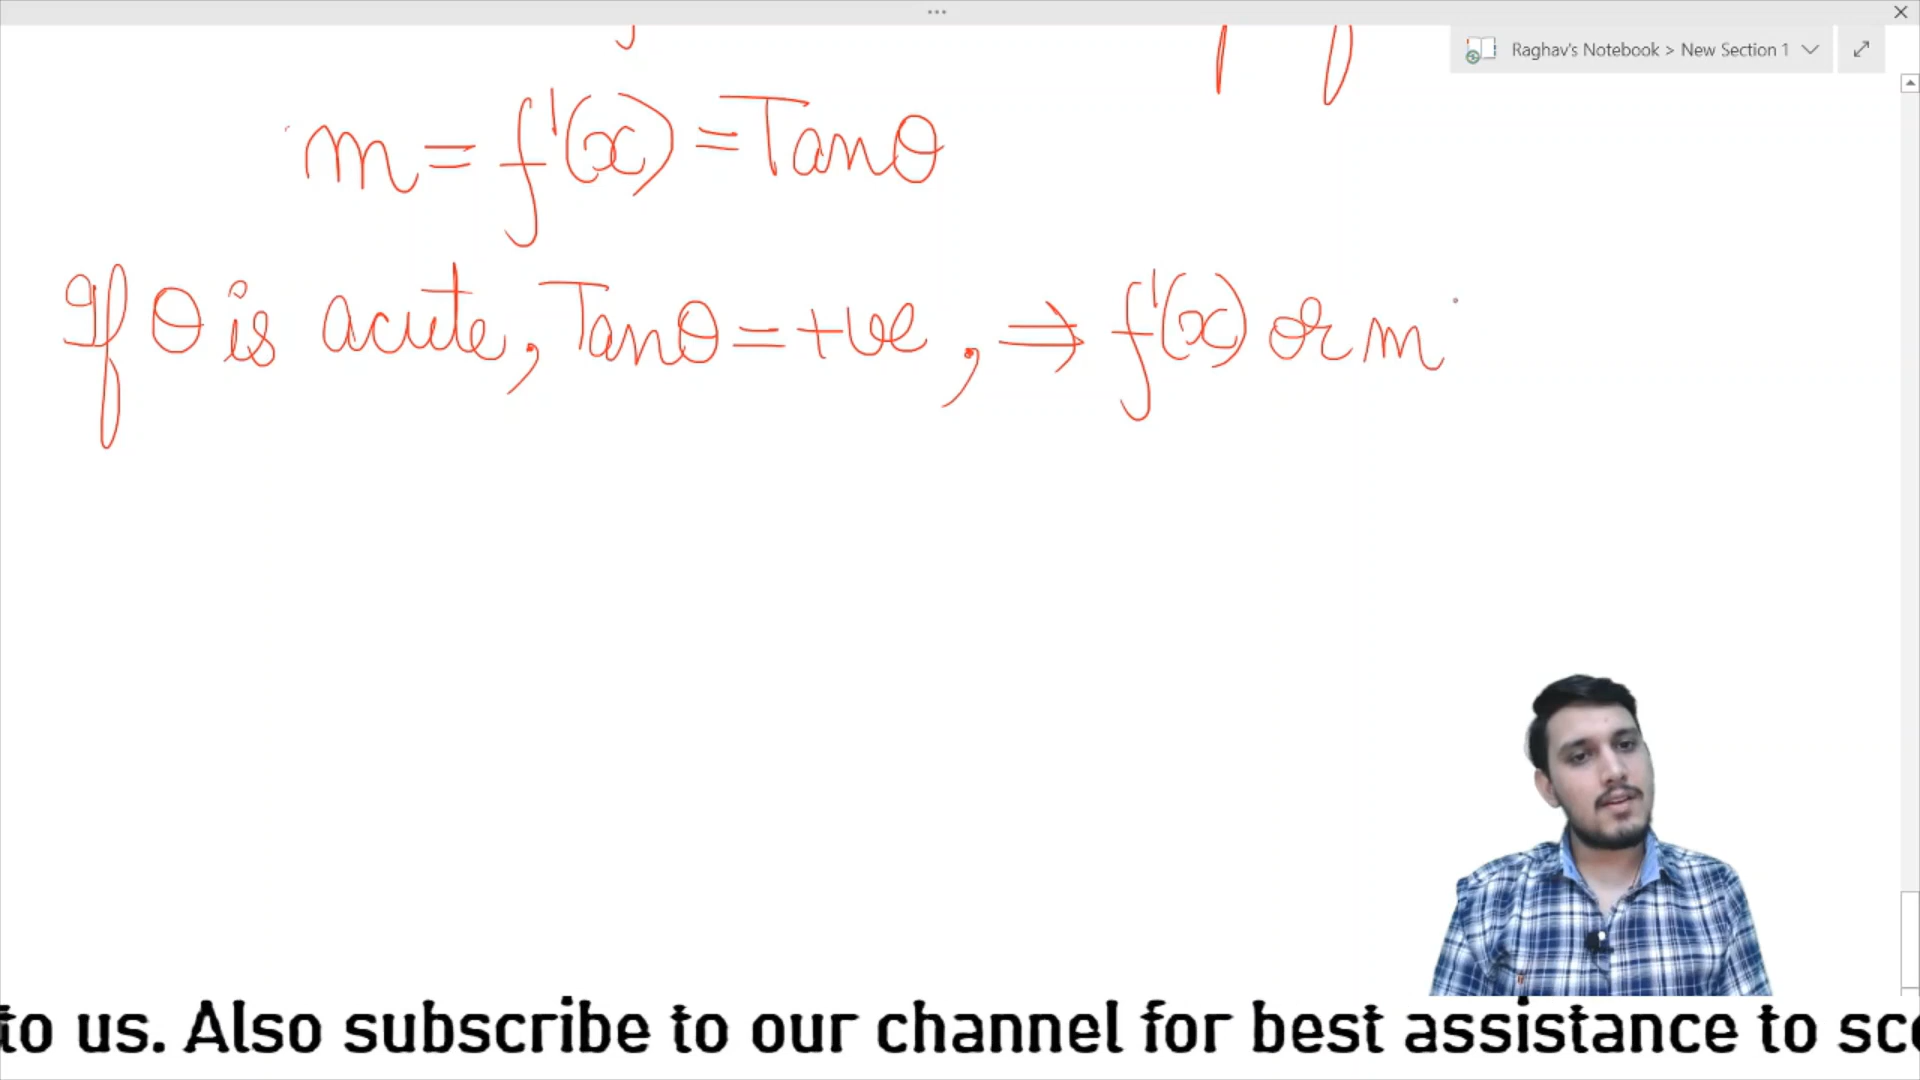 Raghav's Notebook > New Section 1
m = f'(x) = Tanθ
If θ is acute, Tanθ = +ve, ⇒ f'(x) or m
to us. Also subscribe to our channel for best assistance to sc